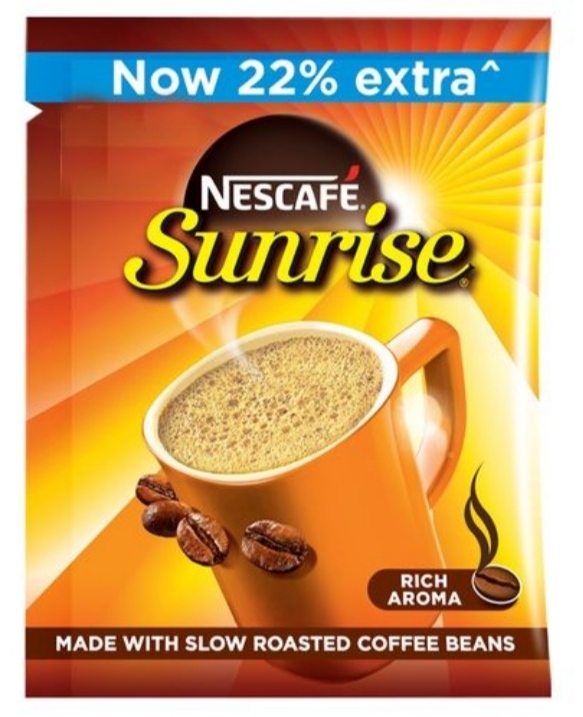 Now 22% extra^
NESCAFÉ®
Sunrise®
RICH
AROMA
MADE WITH SLOW ROASTED COFFEE BEANS